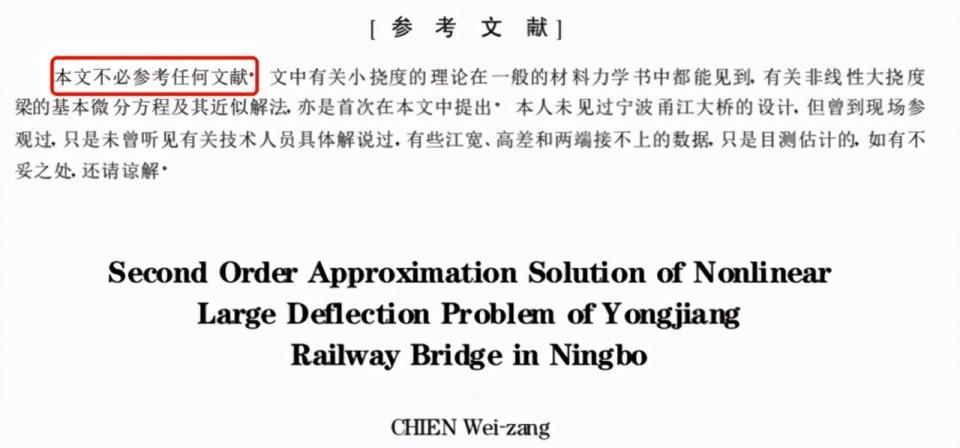 [ 参 考 文 献 ]
本文不必参考任何文献· 文中有关小挠度的理论在一般的材料力学书中都能见到, 有关非线性大挠度
梁的基本微分方程及其近似解法, 亦是首次在本文中提出· 本人未见过宁波甬江大桥的设计, 但曾到现场参
观过, 只是未曾听见有关技术人员具体解说过, 有些江宽、高差和两端接不上的数据, 只是目测估计的, 如有不
妥之处, 还请谅解·
Second Order Approximation Solution of Nonlinear
Large Deflection Problem of Yongjiang
Railway Bridge in Ningbo
CHIEN Wei-zang